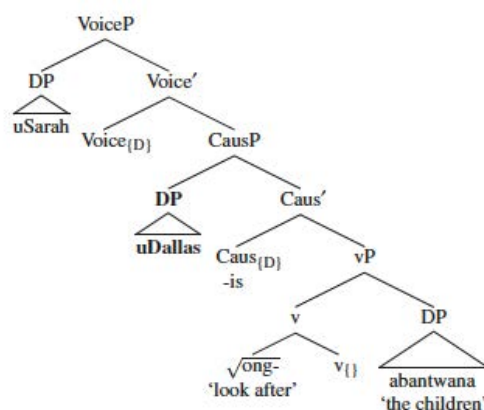 VoiceP
DP Voice′
uSarah Voice{D} CausP
DP Caus′
uDallas Caus{D} vP
-is
v DP
√ong- v{} abantwana
‘look after’ ‘the children’